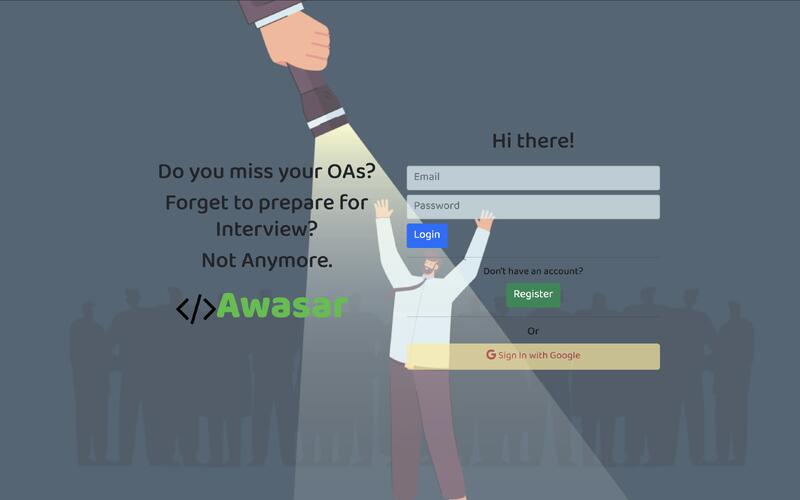 Do you miss your OAs?
Forget to prepare for
Interview?
Not Anymore.
</>Awasar
Hi there!
Email
Password
Login
Don't have an account?
Register
Or
G Sign In with Google